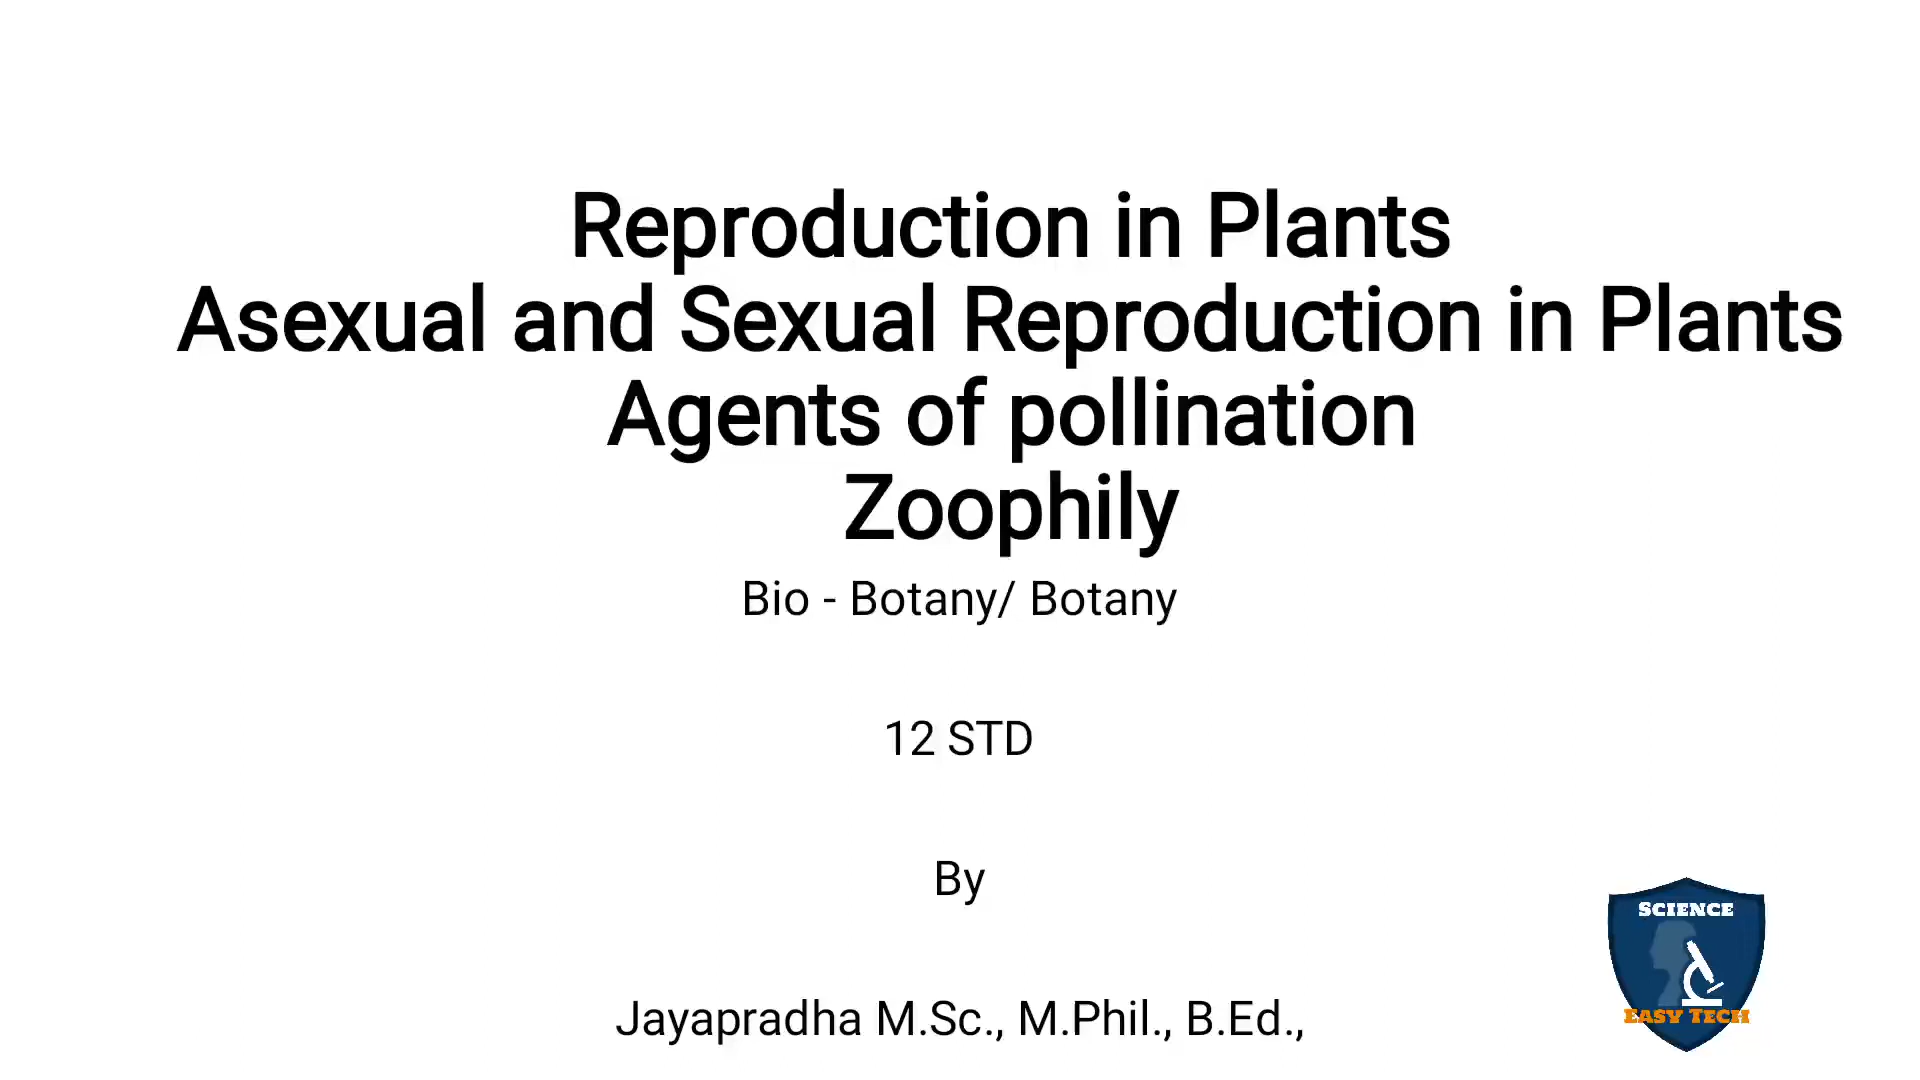 Reproduction in Plants
Asexual and Sexual Reproduction in Plants
Agents of pollination
Zoophily
Bio - Botany/ Botany
12 STD
By
Jayapradha M.Sc., M.Phil., B.Ed.,
SCIENCE
EASY TECH